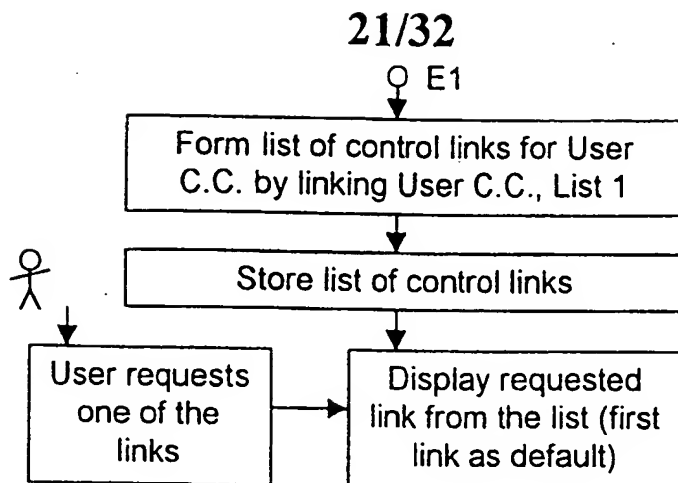 21/32
E1
Form list of control links for User
C.C. by linking User C.C., List 1
Store list of control links
User requests
one of the
links
Display requested
link from the list (first
link as default)